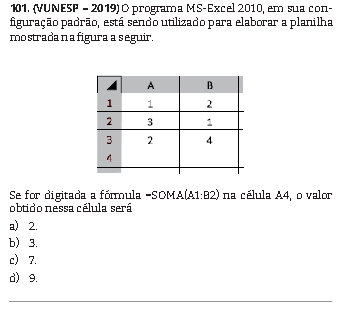 101. (VUNESP – 2019) O programa MS-Excel 2010, em sua con-
figuração padrão, está sendo utilizado para elaborar a planilha
mostrada na figura a seguir.
A B
1 1 2
2 3 1
3 2 4
4
Se for digitada a fórmula =SOMA(A1:B2) na célula A4, o valor
obtido nessa célula será
a) 2.
b) 3.
c) 7.
d) 9.